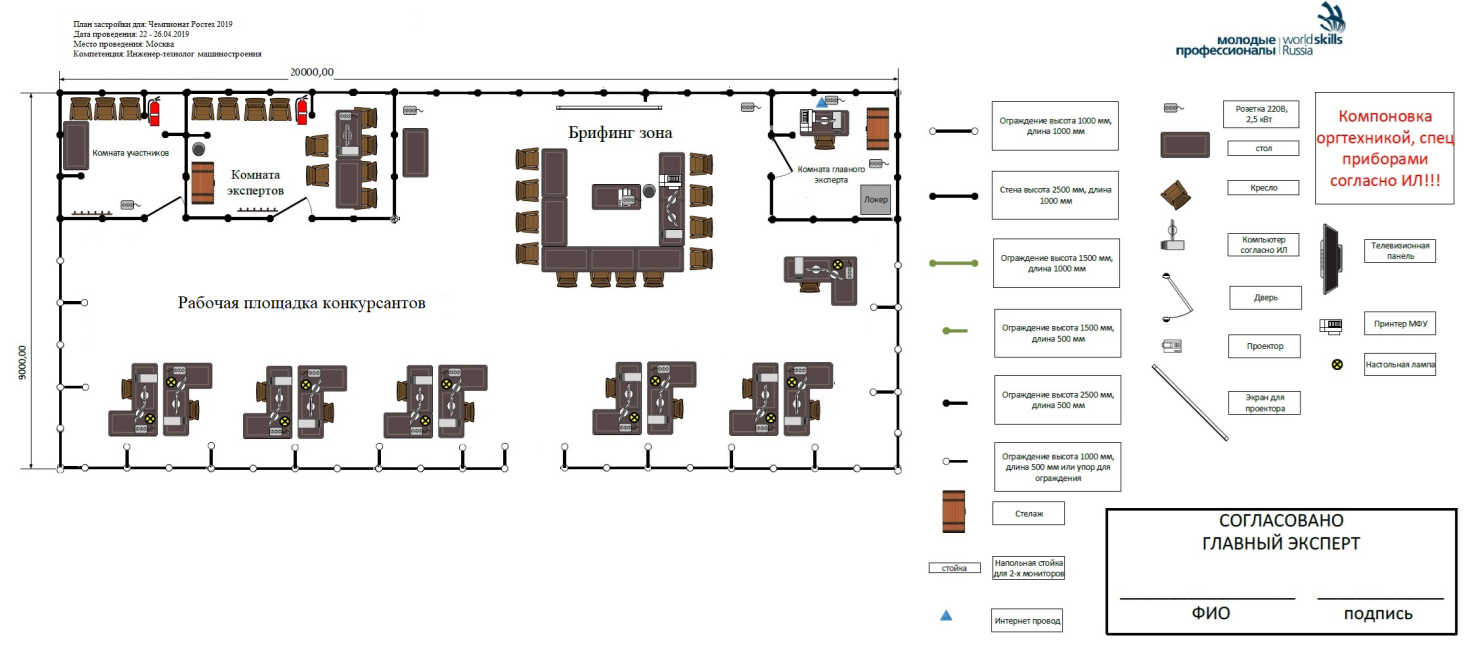 План застройки для: Чемпионат Ростех 2019
Дата проведения: 22 - 26.04.2019
Место проведения: Москва
Компетенция: Инженер-технолог машиностроения
молодые
профессионалы
worldskills
Russia
20000,00
9000,00
Комната участников
Комната
экспертов
Брифинг зона
Комната главного
эксперта
Локер
Рабочая площадка конкурсантов
Ограждение высота 1000 мм,
длина 1000 мм
Стена высота 2500 мм, длина
1000 мм
Ограждение высота 1500 мм,
длина 1000 мм
Ограждение высота 1500 мм,
длина 500 мм
Ограждение высота 2500 мм,
длина 500 мм
Ограждение высота 1000 мм,
длина 500 мм или упор для
ограждения
Стелаж
стойка
Напольная стойка
для 2-х мониторов
Интернет провод
Розетка 220В,
2,5 кВт
стол
Кресло
Компьютер
согласно ИЛ
Дверь
Проектор
Экран для
проектора
Компоновка
оргтехникой, спец
приборами
согласно ИЛ!!!
Телевизионная
панель
Принтер МФУ
Настольная лампа
СОГЛАСОВАНО
ГЛАВНЫЙ ЭКСПЕРТ
ФИО
подпись